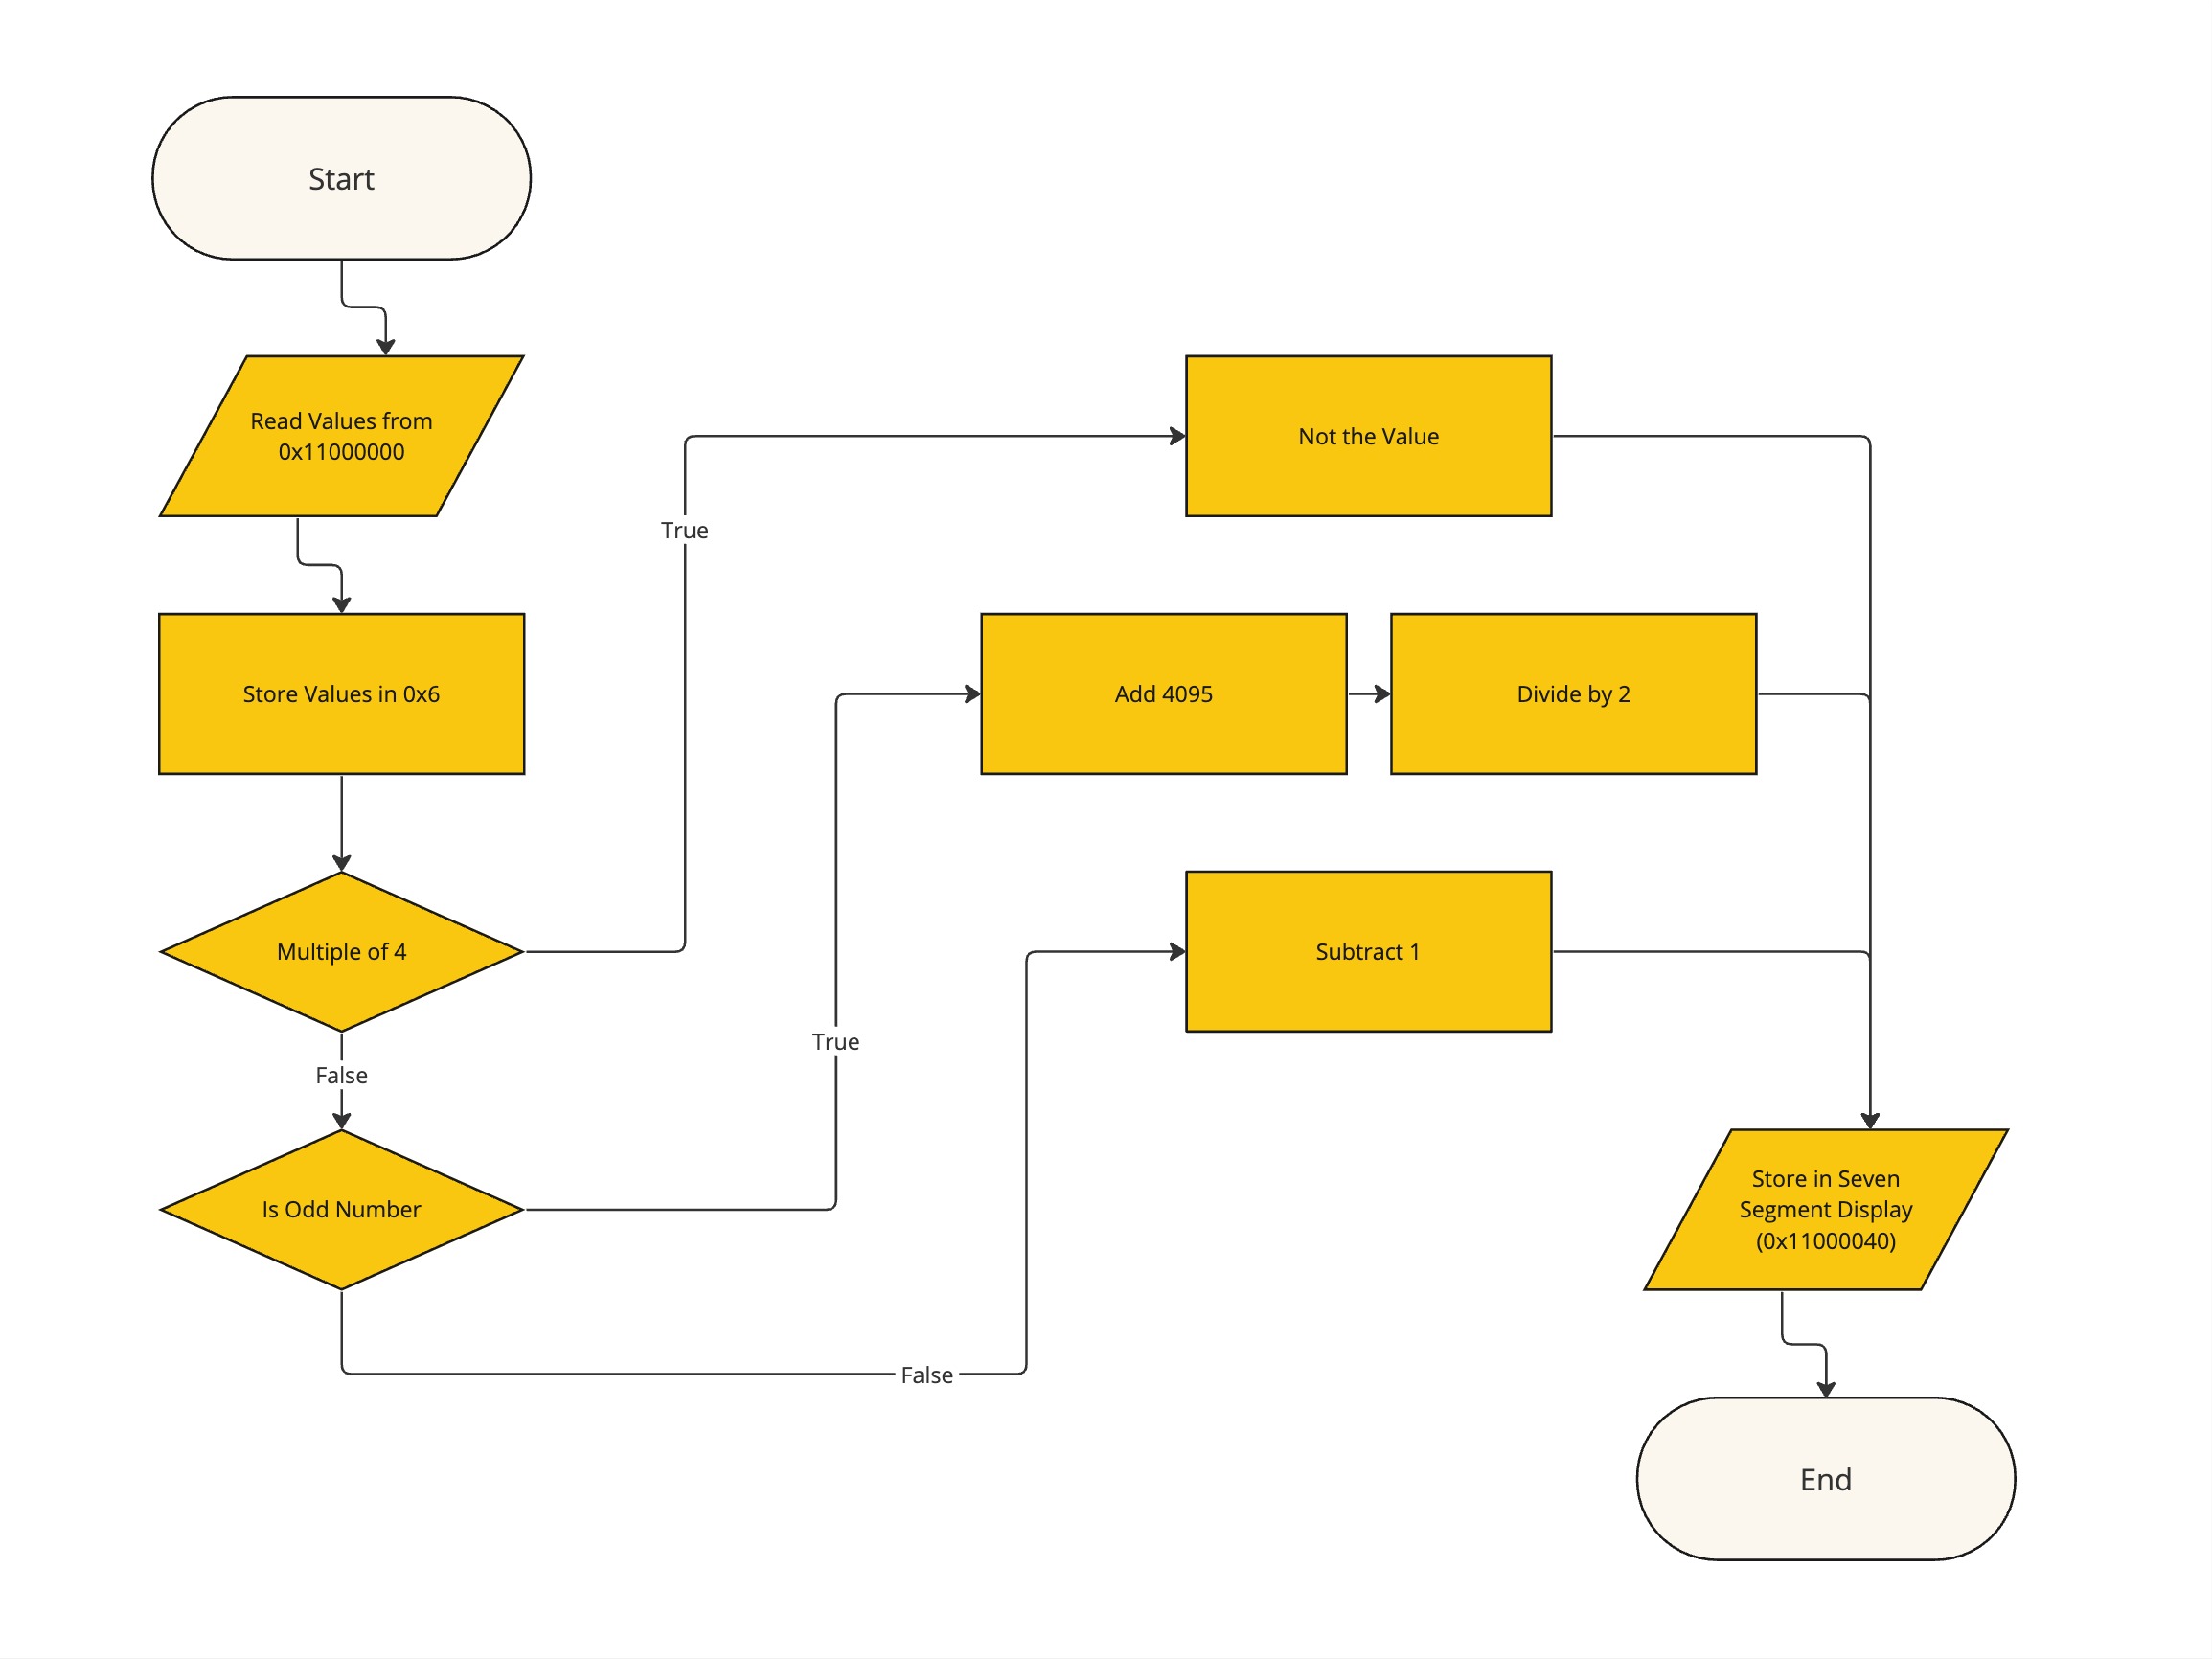 Start
Read Values from
0x11000000
Store Values in 0x6
Multiple of 4
True
False
Is Odd Number
True
False
Not the Value
Add 4095
Divide by 2
Subtract 1
Store in Seven
Segment Display
(0x11000040)
End